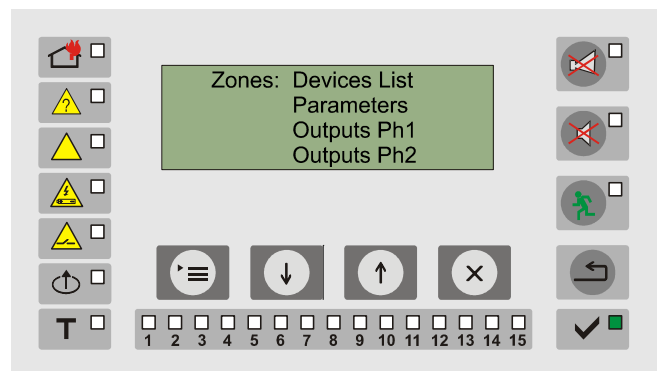 Zones: Devices List
Parameters
Outputs Ph1
Outputs Ph2
?
T
1 2 3 4 5 6 7 8 9 10 11 12 13 14 15